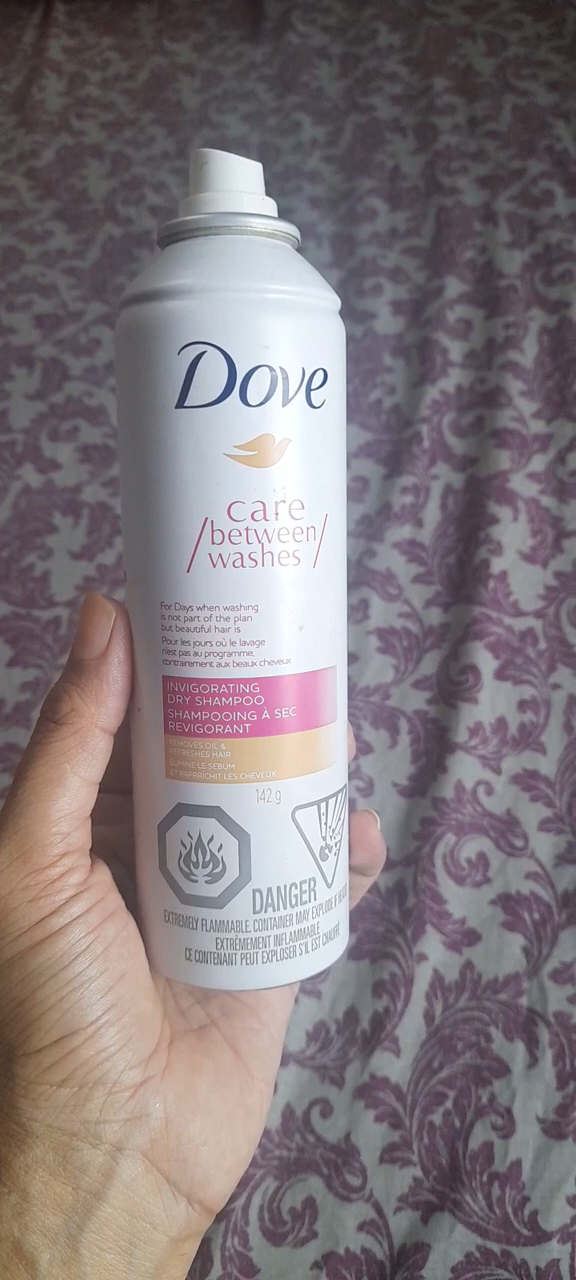 Dove
care
/between/
washes
For Days when washing
is not part of the plan
but beautiful hair is
Pour les jours où le lavage
n'est pas au programme,
contrairement aux beaux cheveux
INVIGORATING
DRY SHAMPOO
SHAMPOOING À SEC
REVIGORANT
REMOVES OIL &
REFRESHES HAIR
ÉLIMINE LE SÉBUM
ET RAFRAÎCHIT LES CHEVEUX
142 g
DANGER
EXTREMELY FLAMMABLE. CONTAINER MAY EXPLODE IF
EXTRÊMEMENT INFLAMMABLE
CE CONTENANT PEUT EXPLOSER S'IL EST CHAUFFÉ